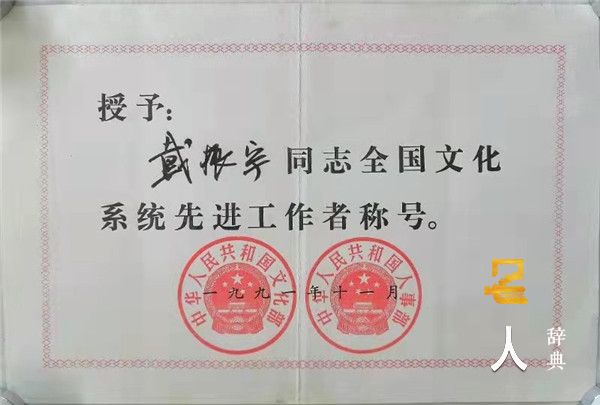 授予：
戴振宇同志全国文化
系统先进工作者称号。
中华人民共和国文化部
中华人民共和国人事部
一九九一年十一月
名
人
辞典